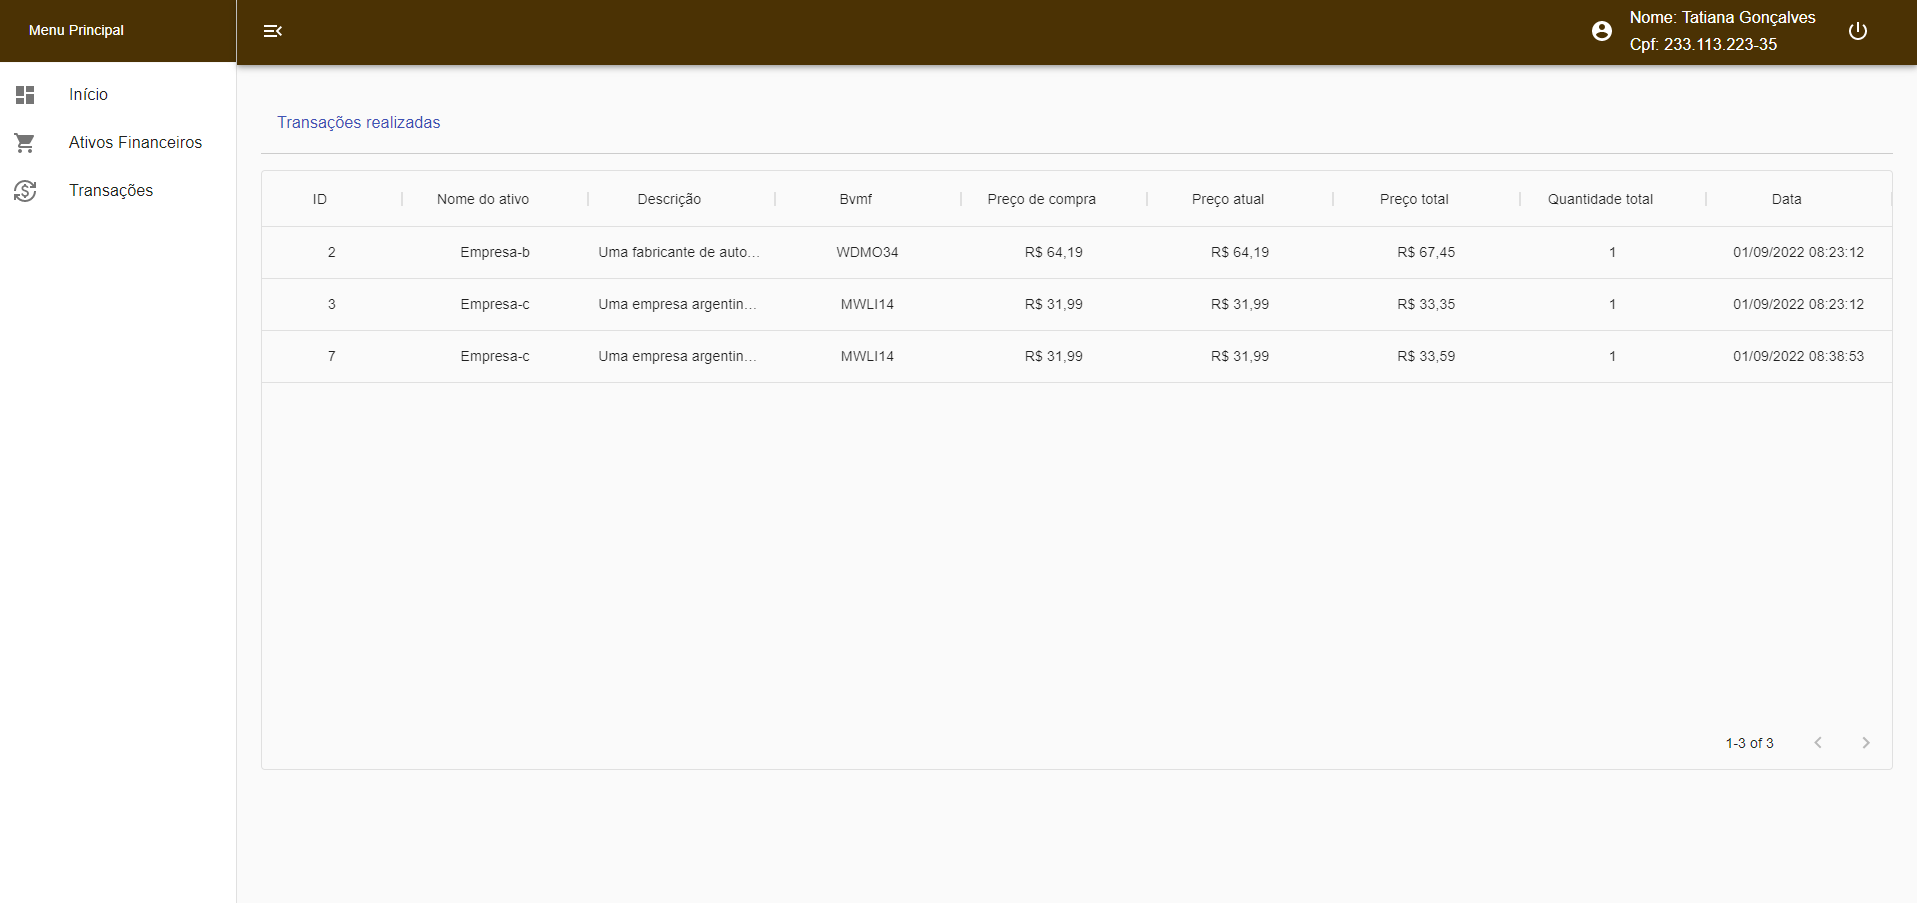 Menu Principal
Nome: Tatiana Gonçalves
Cpf: 233.113.223-35
Início
Ativos Financeiros
Transações
Transações realizadas
ID Nome do ativo Descrição Bvmf Preço de compra Preço atual Preço total Quantidade total Data
2 Empresa-b Uma fabricante de auto... WDMO34 R$ 64,19 R$ 64,19 R$ 67,45 1 01/09/2022 08:23:12
3 Empresa-c Uma empresa argentin... MWLI14 R$ 31,99 R$ 31,99 R$ 33,35 1 01/09/2022 08:23:12
7 Empresa-c Uma empresa argentin... MWLI14 R$ 31,99 R$ 31,99 R$ 33,59 1 01/09/2022 08:38:53
1-3 of 3